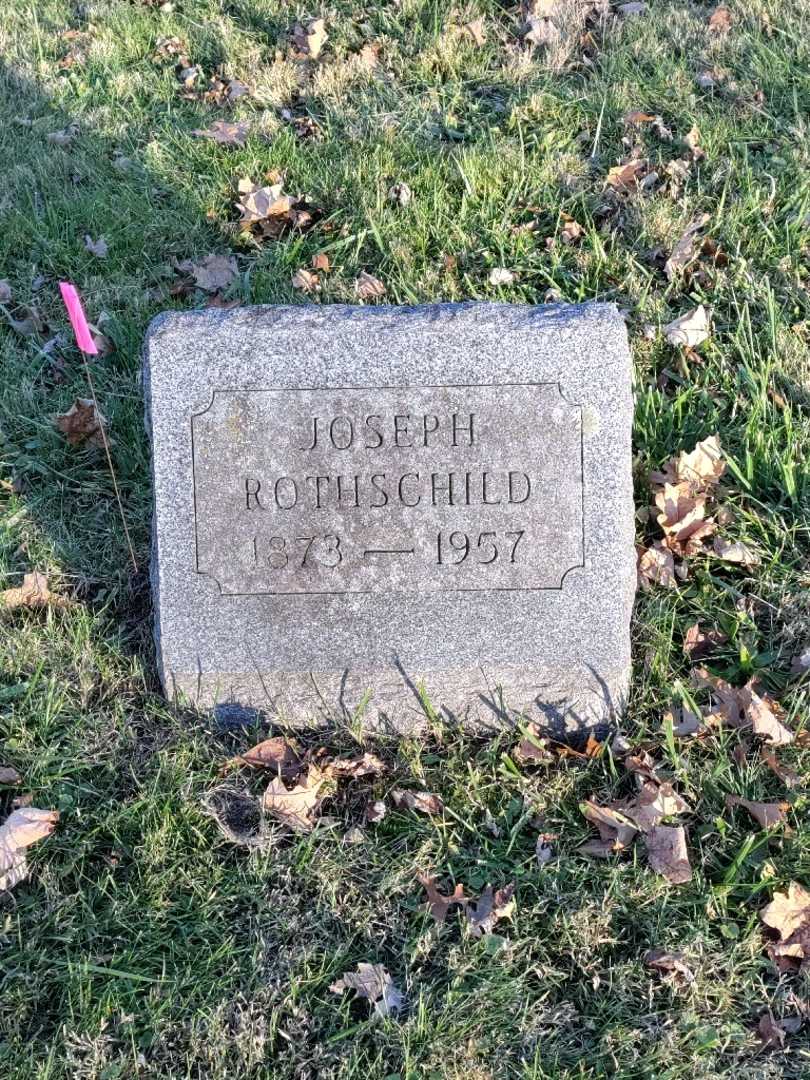 JOSEPH
ROTHSCHILD
1873 — 1957